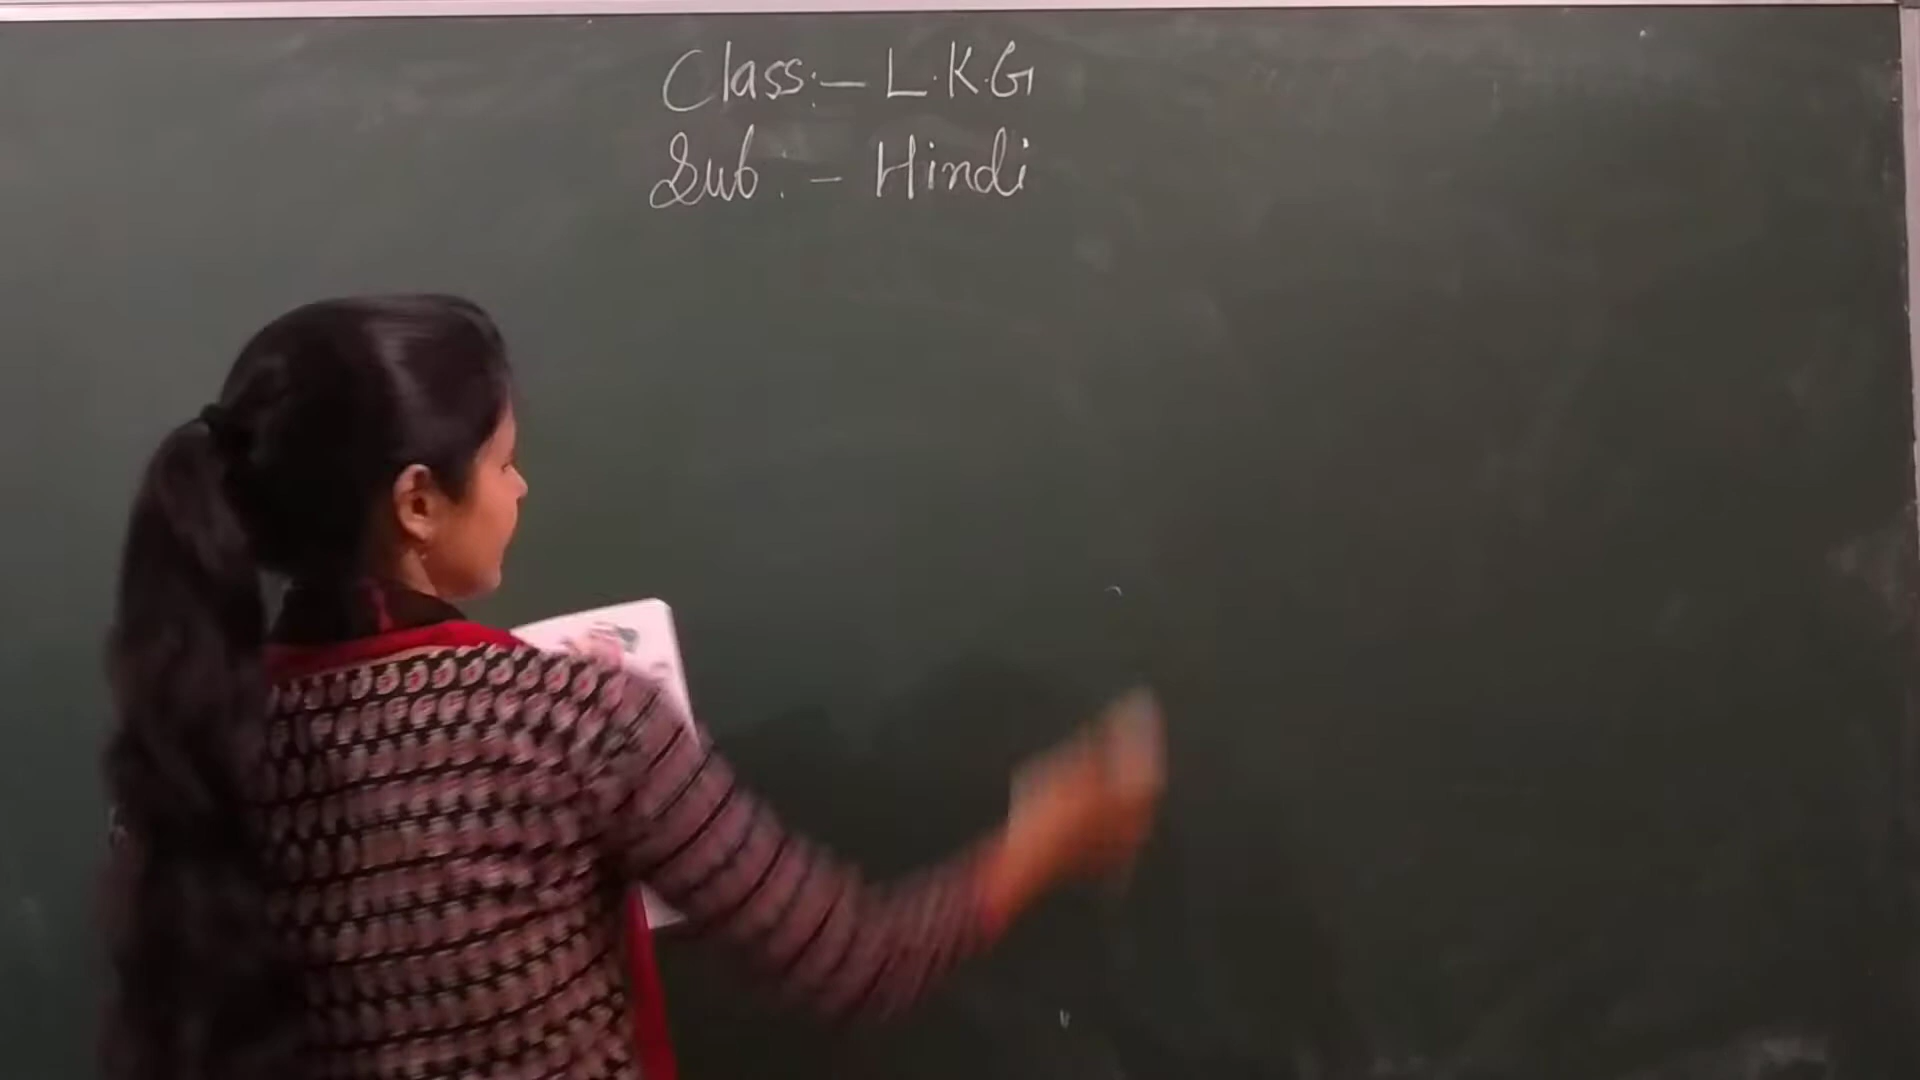 Class:- L.K.G
Sub. :- Hindi